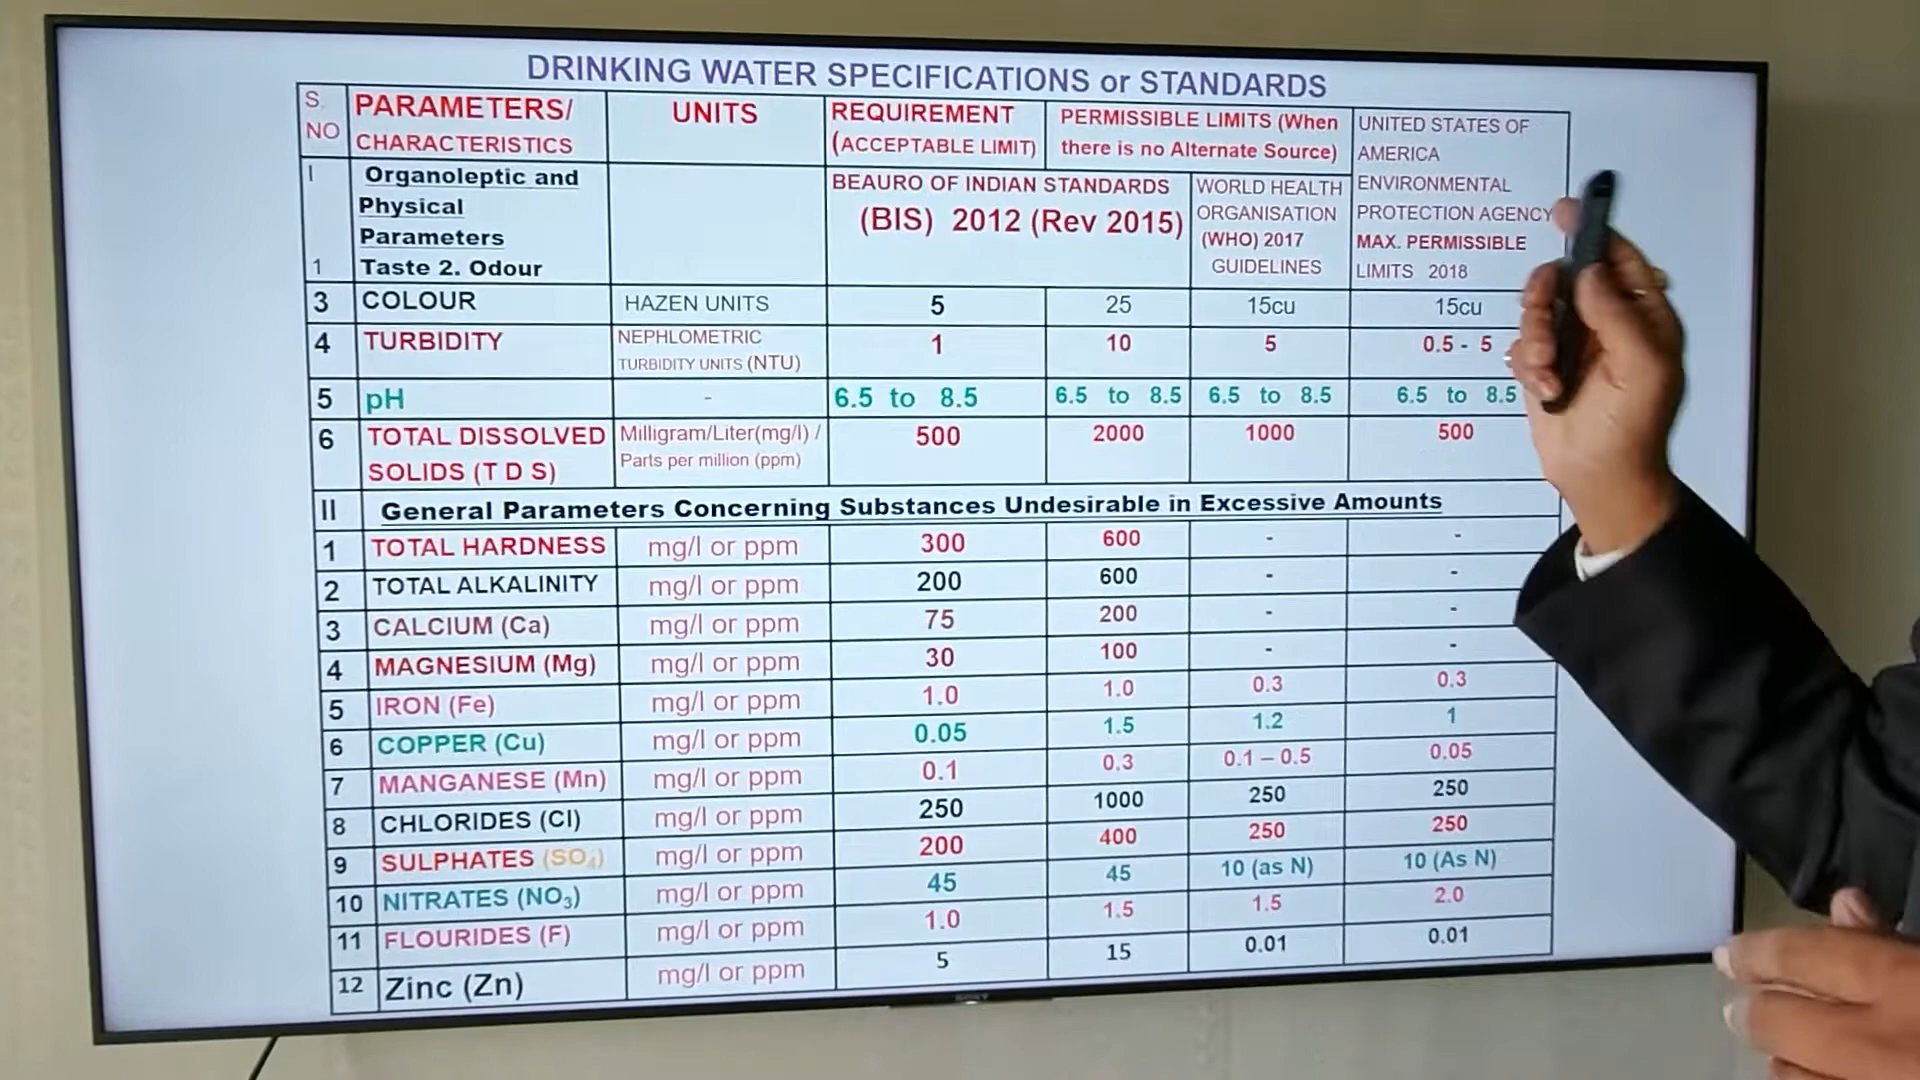 DRINKING WATER SPECIFICATIONS or STANDARDS
S. NO PARAMETERS/ CHARACTERISTICS UNITS REQUIREMENT (ACCEPTABLE LIMIT) PERMISSIBLE LIMITS (When there is no Alternate Source) UNITED STATES OF AMERICA ENVIRONMENTAL PROTECTION AGENCY MAX. PERMISSIBLE LIMITS 2018
I Organoleptic and Physical Parameters BEAURO OF INDIAN STANDARDS (BIS) 2012 (Rev 2015) WORLD HEALTH ORGANISATION (WHO) 2017 GUIDELINES
1 Taste 2. Odour
3 COLOUR HAZEN UNITS 5 25 15cu 15cu
4 TURBIDITY NEPHLOMETRIC TURBIDITY UNITS (NTU) 1 10 5 0.5 - 5
5 pH - 6.5 to 8.5 6.5 to 8.5 6.5 to 8.5 6.5 to 8.5
6 TOTAL DISSOLVED SOLIDS (T D S) Milligram/Liter(mg/l) / Parts per million (ppm) 500 2000 1000 500
II General Parameters Concerning Substances Undesirable in Excessive Amounts
1 TOTAL HARDNESS mg/l or ppm 300 600 - -
2 TOTAL ALKALINITY mg/l or ppm 200 600 - -
3 CALCIUM (Ca) mg/l or ppm 75 200 - -
4 MAGNESIUM (Mg) mg/l or ppm 30 100 - -
5 IRON (Fe) mg/l or ppm 1.0 1.0 0.3 0.3
6 COPPER (Cu) mg/l or ppm 0.05 1.5 1.2 1
7 MANGANESE (Mn) mg/l or ppm 0.1 0.3 0.1 – 0.5 0.05
8 CHLORIDES (Cl) mg/l or ppm 250 1000 250 250
9 SULPHATES (SO₄) mg/l or ppm 200 400 250 250
10 NITRATES (NO₃) mg/l or ppm 45 45 10 (as N) 10 (As N)
11 FLOURIDES (F) mg/l or ppm 1.0 1.5 1.5 2.0
12 Zinc (Zn) mg/l or ppm 5 15 0.01 0.01
SONY